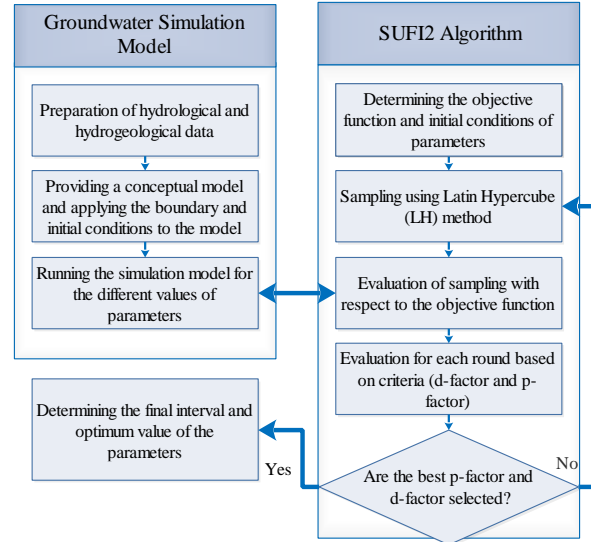 Groundwater Simulation
Model
Preparation of hydrological and
hydrogeological data
Providing a conceptual model
and applying the boundary and
initial conditions to the model
Running the simulation model for
the different values of
parameters
Determining the final interval and
optimum value of the
parameters
SUFI2 Algorithm
Determining the objective
function and initial conditions of
parameters
Sampling using Latin Hypercube
(LH) method
Evaluation of sampling with
respect to the objective function
Evaluation for each round based
on criteria (d-factor and p-
factor)
Are the best p-factor and
d-factor selected?
Yes
No